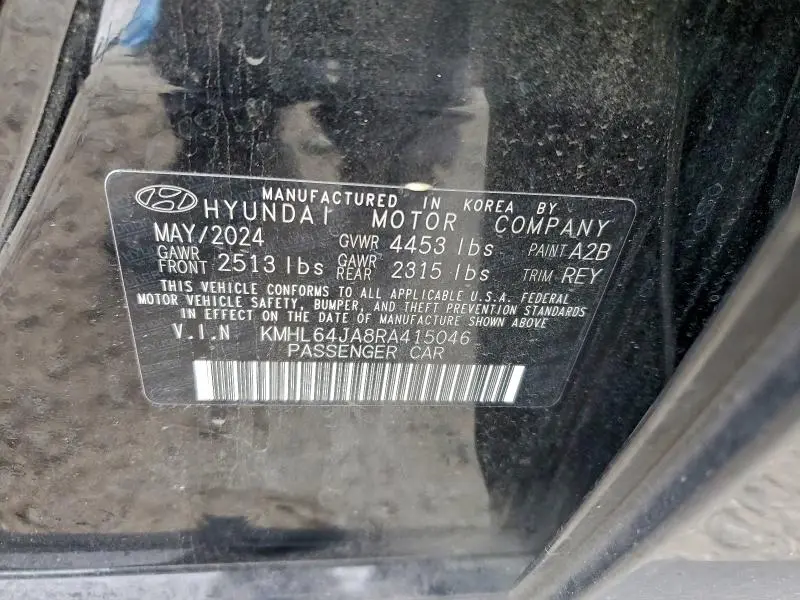 MANUFACTURED IN KOREA BY
HYUNDAI MOTOR COMPANY
MAY/2024 GVWR 4453 lbs PAINT A2B
GAWR FRONT 2513 lbs GAWR REAR 2315 lbs TRIM REY
THIS VEHICLE CONFORMS TO ALL APPLICABLE U.S.A. FEDERAL
MOTOR VEHICLE SAFETY, BUMPER, AND THEFT PREVENTION STANDARDS
IN EFFECT ON THE DATE OF MANUFACTURE SHOWN ABOVE
V.I.N KMHL64JA8RA415046
PASSENGER CAR